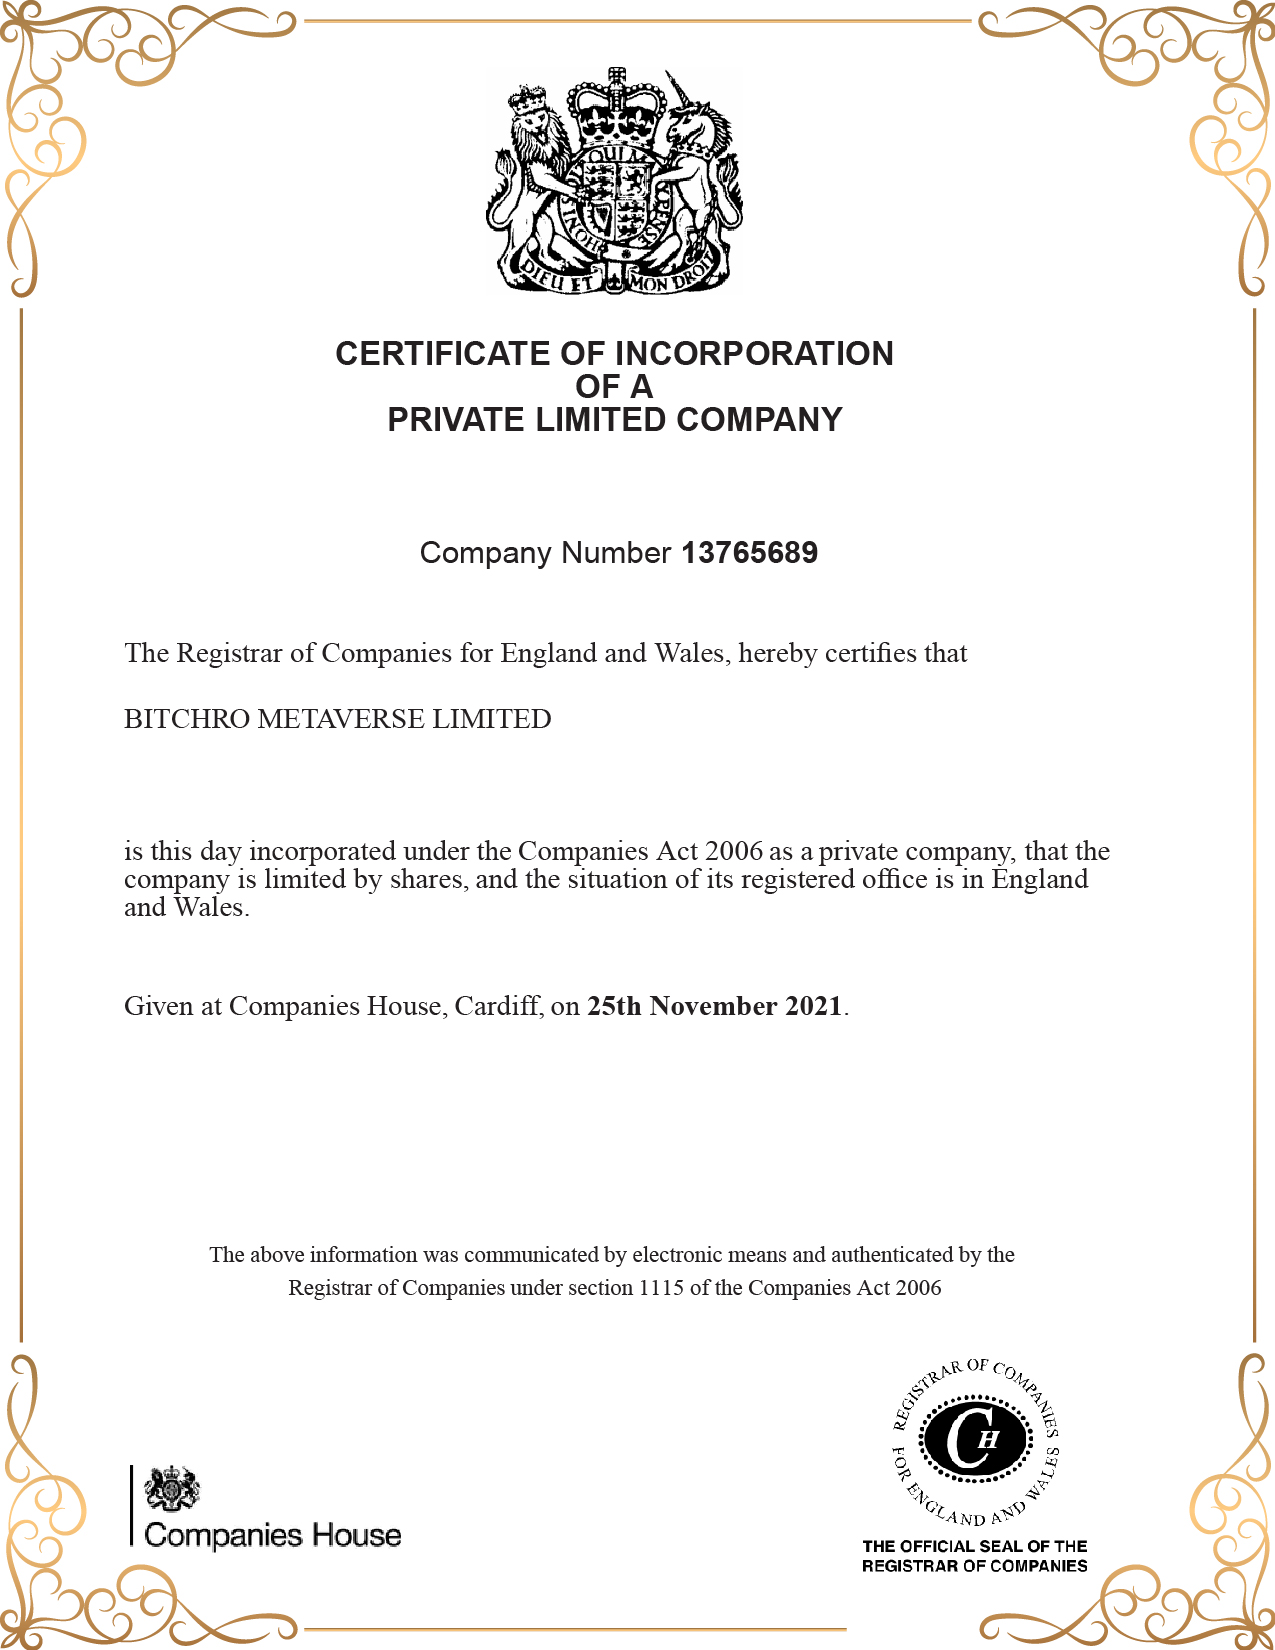 HONI SOIT QUI MAL Y PENSE
DIEU ET MON DROIT
CERTIFICATE OF INCORPORATION
OF A
PRIVATE LIMITED COMPANY
Company Number 13765689
The Registrar of Companies for England and Wales, hereby certifies that
BITCHRO METAVERSE LIMITED
is this day incorporated under the Companies Act 2006 as a private company, that the
company is limited by shares, and the situation of its registered office is in England
and Wales.
Given at Companies House, Cardiff, on 25th November 2021.
The above information was communicated by electronic means and authenticated by the
Registrar of Companies under section 1115 of the Companies Act 2006
Companies House
REGISTRAR OF COMPANIES
FOR ENGLAND AND WALES
CH
THE OFFICIAL SEAL OF THE
REGISTRAR OF COMPANIES